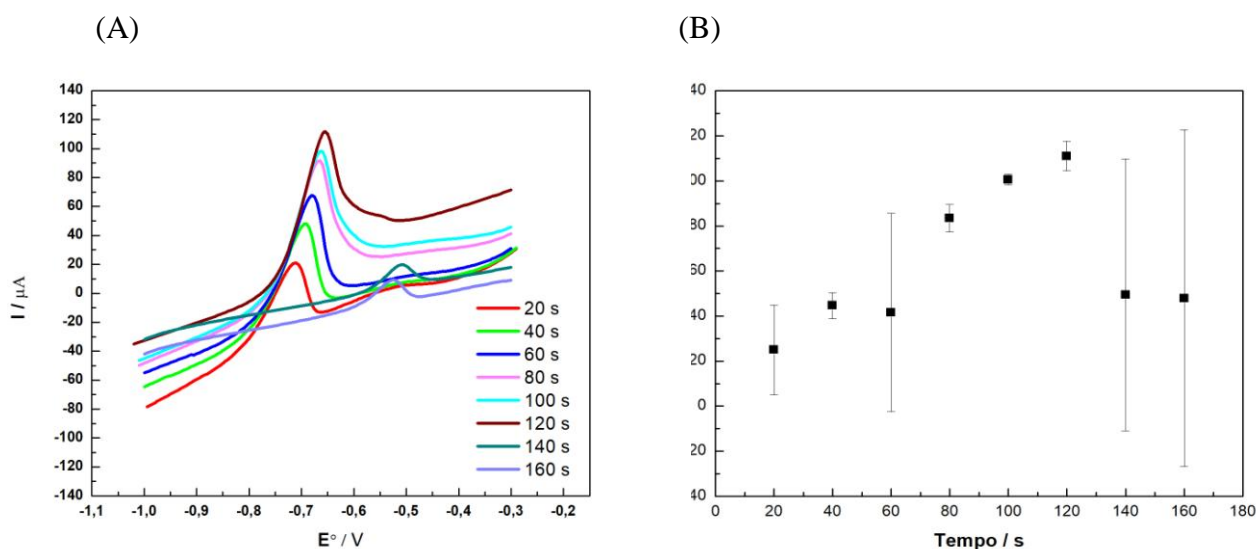 (A)
(B)
140
120
100
80
60
40
20
0
-20
-40
-60
-80
-100
-120
-140
I / µA
-1,1 -1,0 -0,9 -0,8 -0,7 -0,6 -0,5 -0,4 -0,3 -0,2
E° / V
20 s
40 s
60 s
80 s
100 s
120 s
140 s
160 s
40
20
00
80
60
40
20
0
20
40
0 20 40 60 80 100 120 140 160 180
Tempo / s